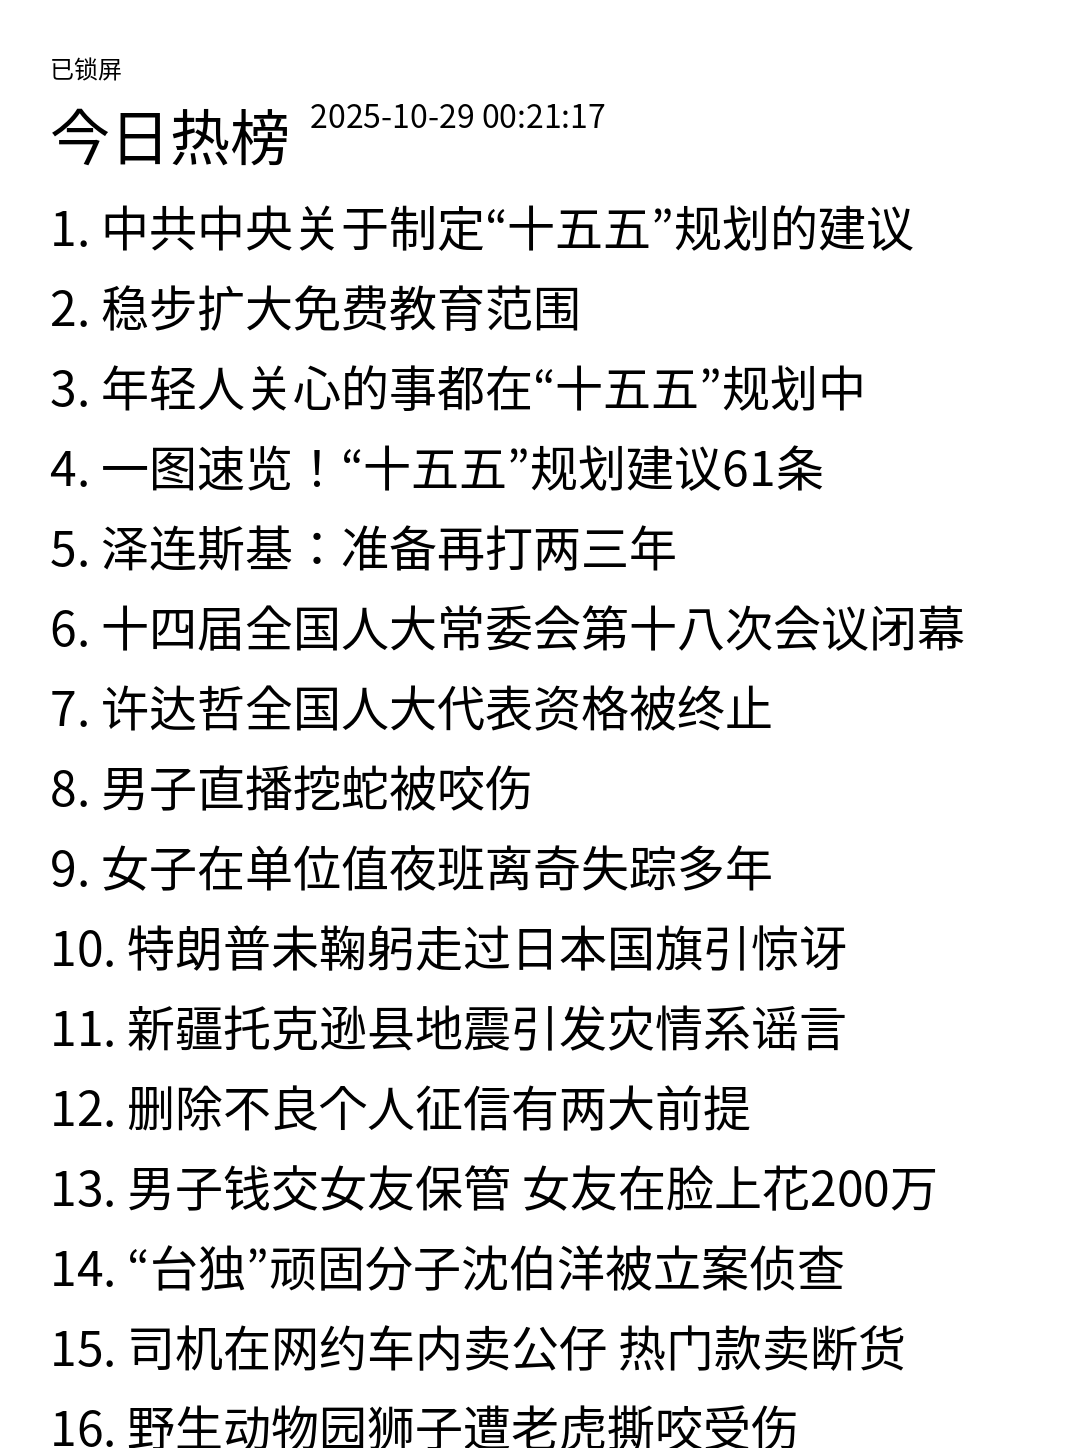 已锁屏
今日热榜 2025-10-29 00:21:17
1. 中共中央关于制定“十五五”规划的建议
2. 稳步扩大免费教育范围
3. 年轻人关心的事都在“十五五”规划中
4. 一图速览！“十五五”规划建议61条
5. 泽连斯基：准备再打两三年
6. 十四届全国人大常委会第十八次会议闭幕
7. 许达哲全国人大代表资格被终止
8. 男子直播挖蛇被咬伤
9. 女子在单位值夜班离奇失踪多年
10. 特朗普未鞠躬走过日本国旗引惊讶
11. 新疆托克逊县地震引发灾情系谣言
12. 删除不良个人征信有两大前提
13. 男子钱交女友保管 女友在脸上花200万
14. “台独”顽固分子沈伯洋被立案侦查
15. 司机在网约车内卖公仔 热门款卖断货
16. 野生动物园狮子遭老虎撕咬受伤